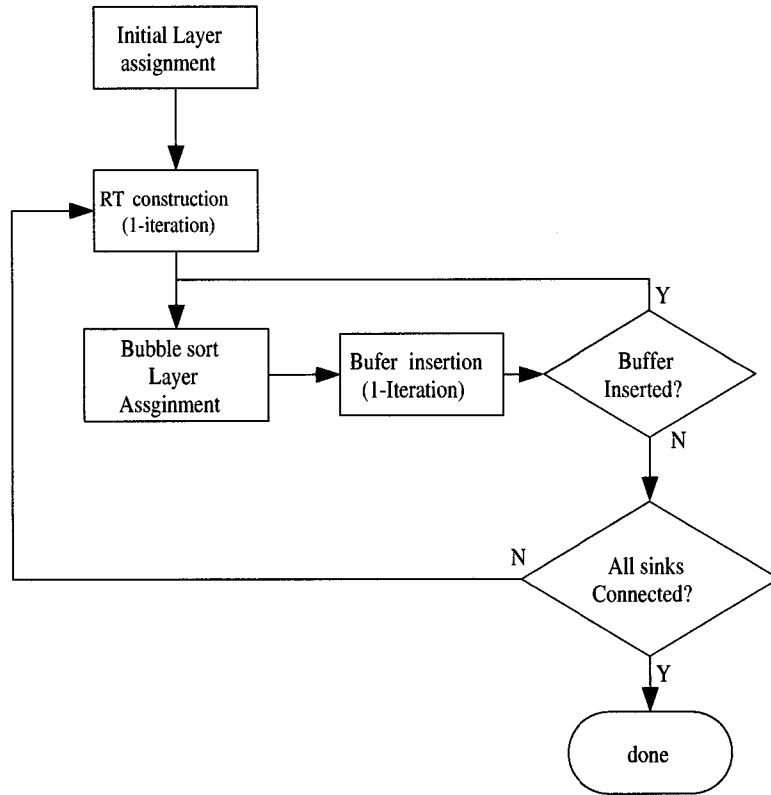 Initial Layer
assignment
RT construction
(1-iteration)
Y
Bubble sort
Layer
Assginment
Bufer insertion
(1-Iteration)
Buffer
Inserted?
N
N
All sinks
Connected?
Y
done